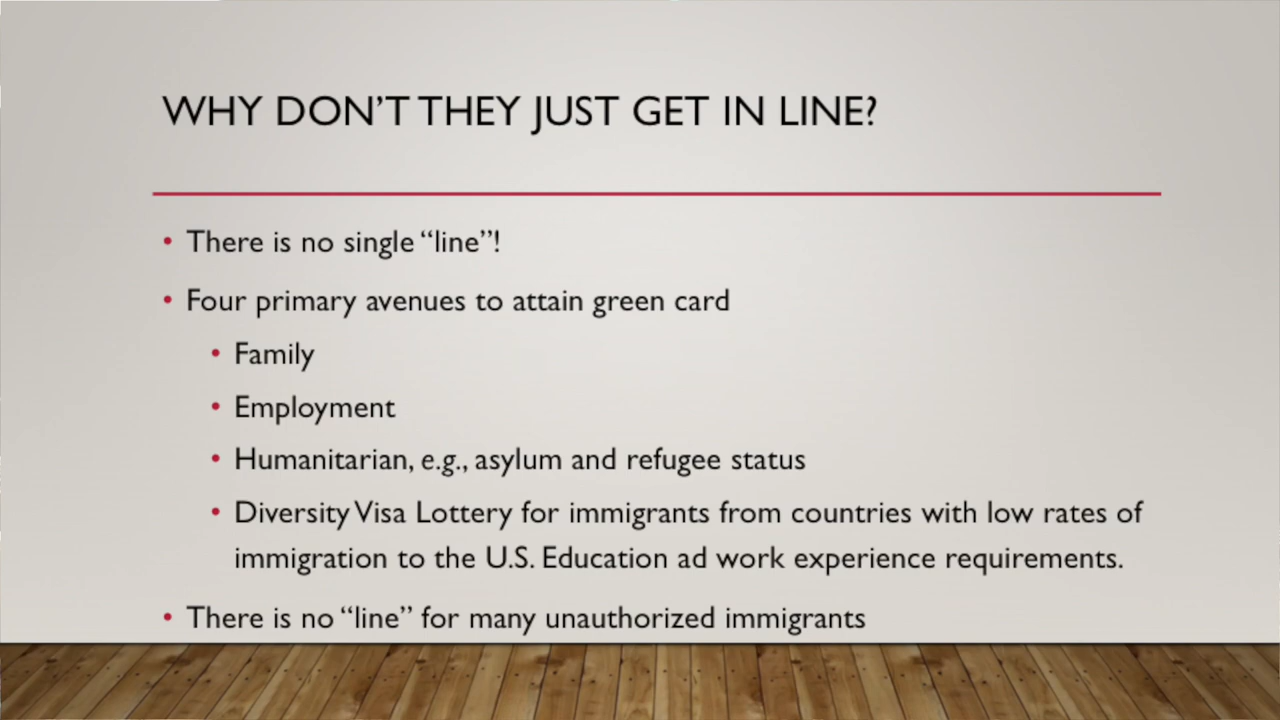 WHY DON’T THEY JUST GET IN LINE?
• There is no single “line”!
• Four primary avenues to attain green card
• Family
• Employment
• Humanitarian, e.g., asylum and refugee status
• Diversity Visa Lottery for immigrants from countries with low rates of
immigration to the U.S. Education ad work experience requirements.
• There is no “line” for many unauthorized immigrants